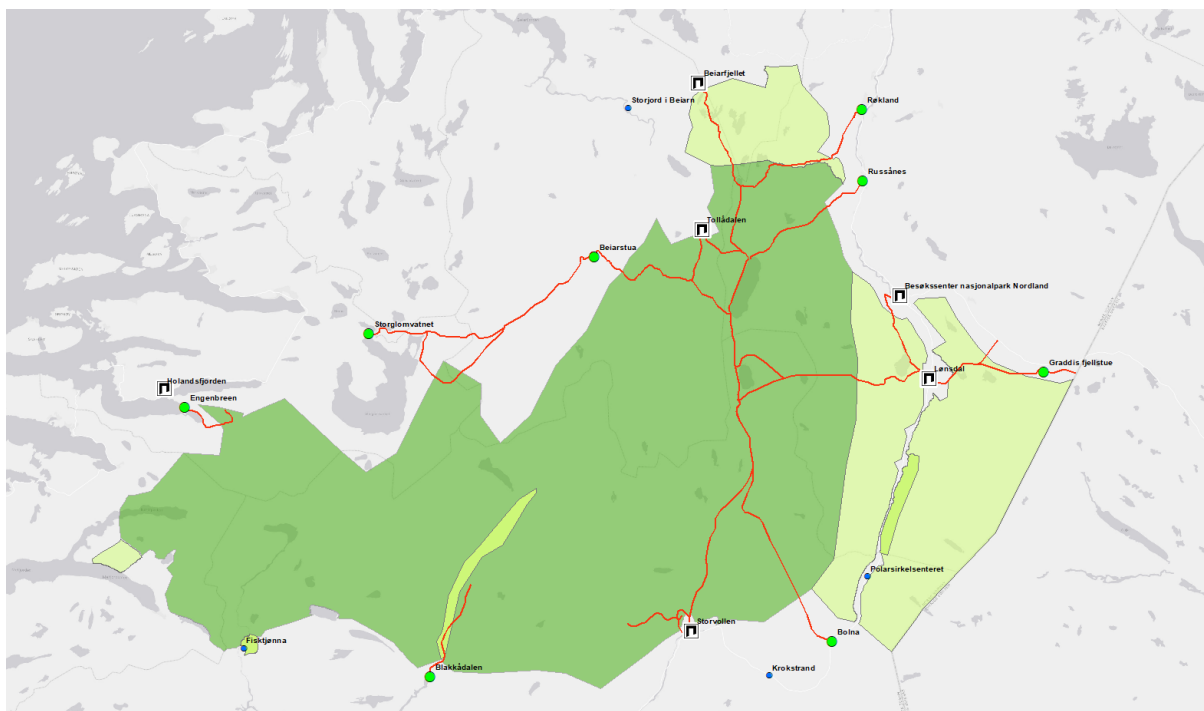 Beiarfjellet
Storjord i Beiarn
Røkland
Russånes
Tollådalen
Beiarstua
Besøkssenter nasjonalpark Nordland
Storglomvatnet
Holandsfjorden
Lønsdal
Graddis fjellstue
Engenbreen
Polarsirkelsenteret
Storvollen
Bolna
Fisktjønna
Blakkådalen
Krokstrand